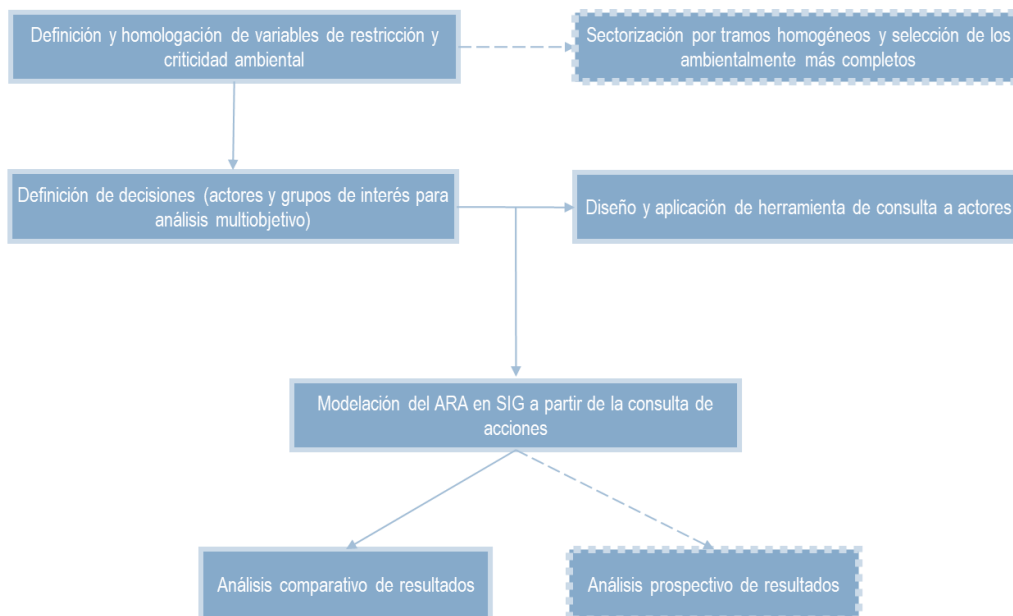 Definición y homologación de variables de restricción y
criticidad ambiental
Sectorización por tramos homogéneos y selección de los
ambientalmente más completos
Definición de decisiones (actores y grupos de interés para
análisis multiobjetivo)
Diseño y aplicación de herramienta de consulta a actores
Modelación del ARA en SIG a partir de la consulta de
acciones
Análisis comparativo de resultados
Análisis prospectivo de resultados